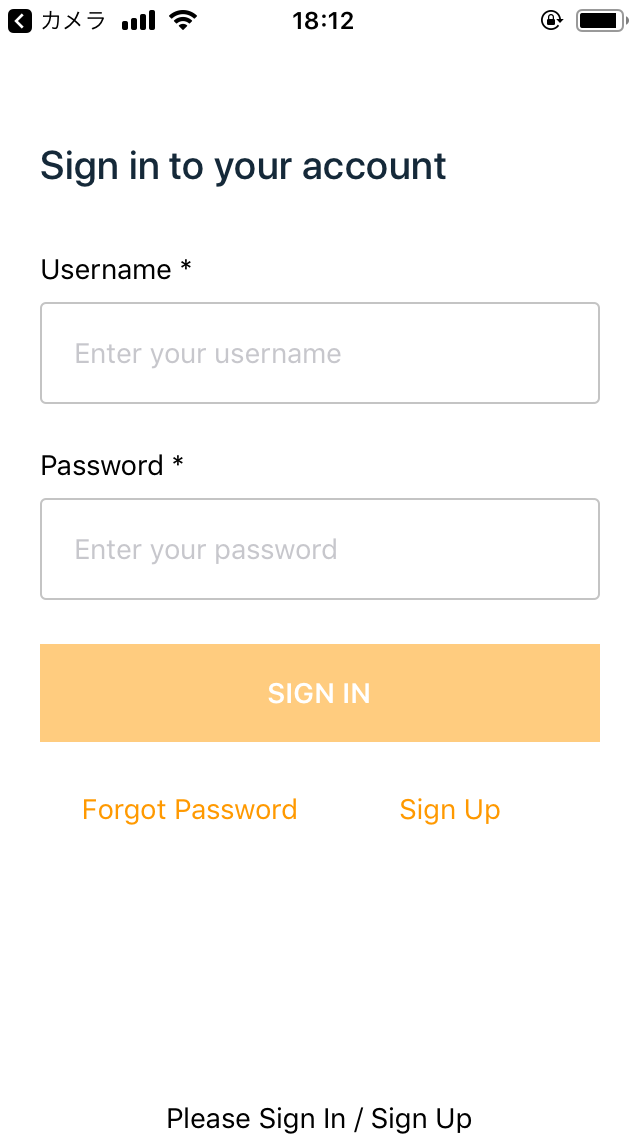 カメラ 18:12
Sign in to your account
Username *
Enter your username
Password *
Enter your password
SIGN IN
Forgot Password Sign Up
Please Sign In / Sign Up